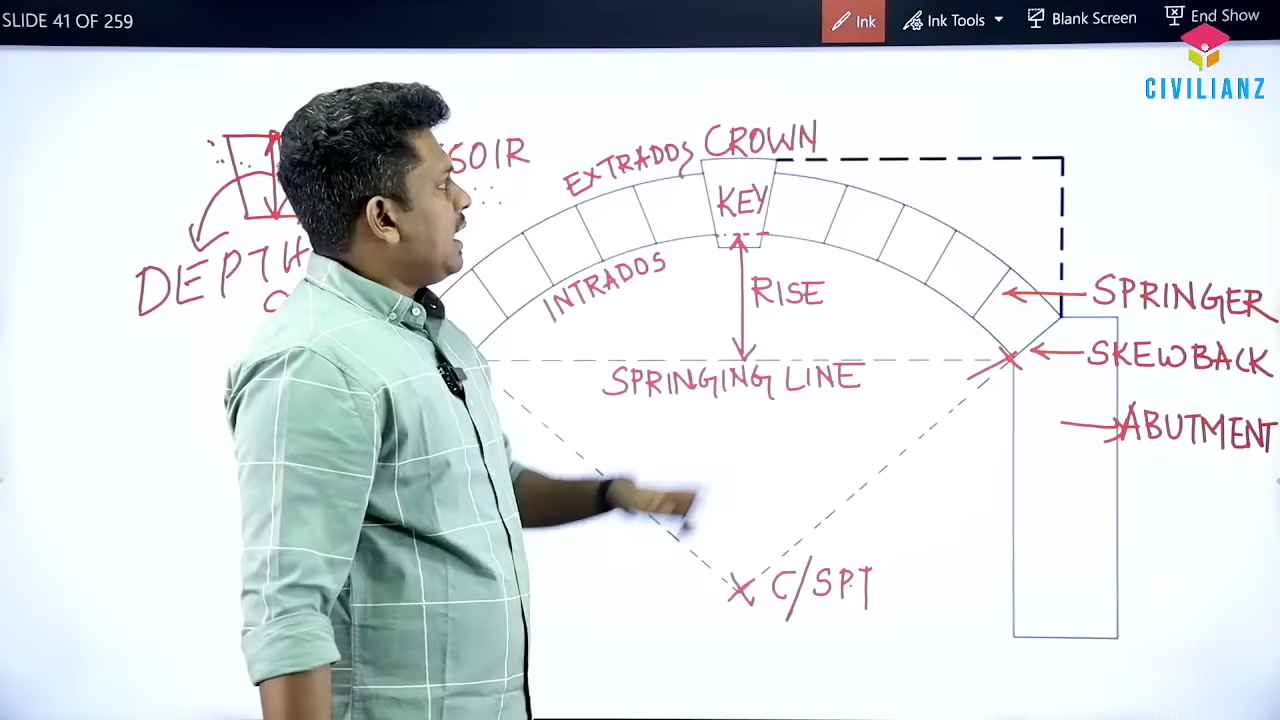 SLIDE 41 OF 259
Ink
Ink Tools
Blank Screen
End Show
CIVILIANZ
CROWN
EXTRADOS
KEY
DEPTH
INTRADOS
RISE
SPRINGER
SKEWBACK
SPRINGING LINE
ABUTMENT
C/SPT